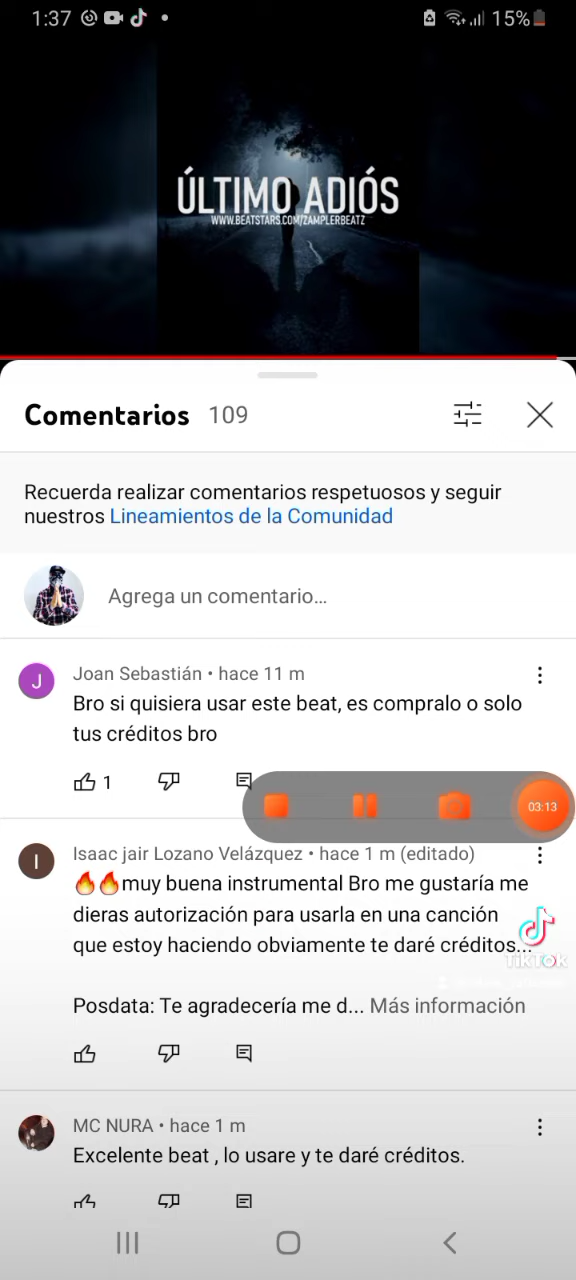 1:37
15%
ÚLTIMO ADIÓS
WWW.BEATSTARS.COM/ZAMPLERBEATZ
Comentarios 109
Recuerda realizar comentarios respetuosos y seguir
nuestros Lineamientos de la Comunidad
Agrega un comentario...
J
Joan Sebastián • hace 11 m
Bro si quisiera usar este beat, es compralo o solo
tus créditos bro
1
03:13
I
Isaac jair Lozano Velázquez • hace 1 m (editado)
🔥🔥muy buena instrumental Bro me gustaría me
dieras autorización para usarla en una canción
que estoy haciendo obviamente te daré créditos...
TikTok
Posdata: Te agradecería me d... Más información
MC NURA • hace 1 m
Excelente beat , lo usare y te daré créditos.